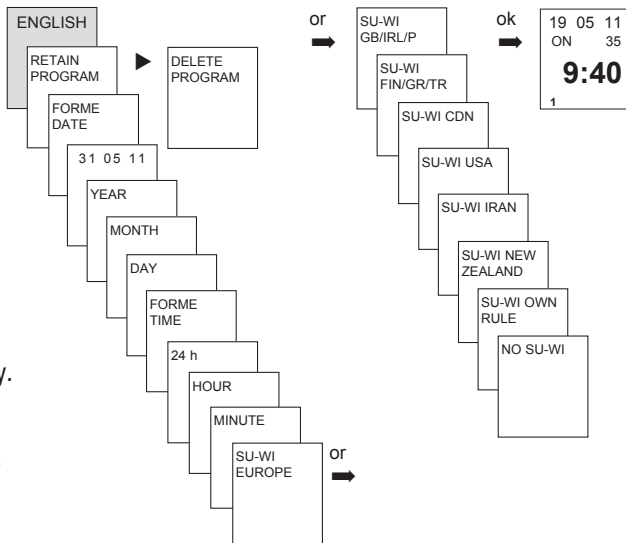 ENGLISH
RETAIN
PROGRAM
DELETE
PROGRAM
FORME
DATE
31 05 11
YEAR
MONTH
DAY
FORME
TIME
24 h
HOUR
MINUTE
SU-WI
EUROPE
or
or
SU-WI
GB/IRL/P
SU-WI
FIN/GR/TR
SU-WI CDN
SU-WI USA
SU-WI IRAN
SU-WI NEW
ZEALAND
SU-WI OWN
RULE
NO SU-WI
ok
19 05 11
ON 35
9:40
1